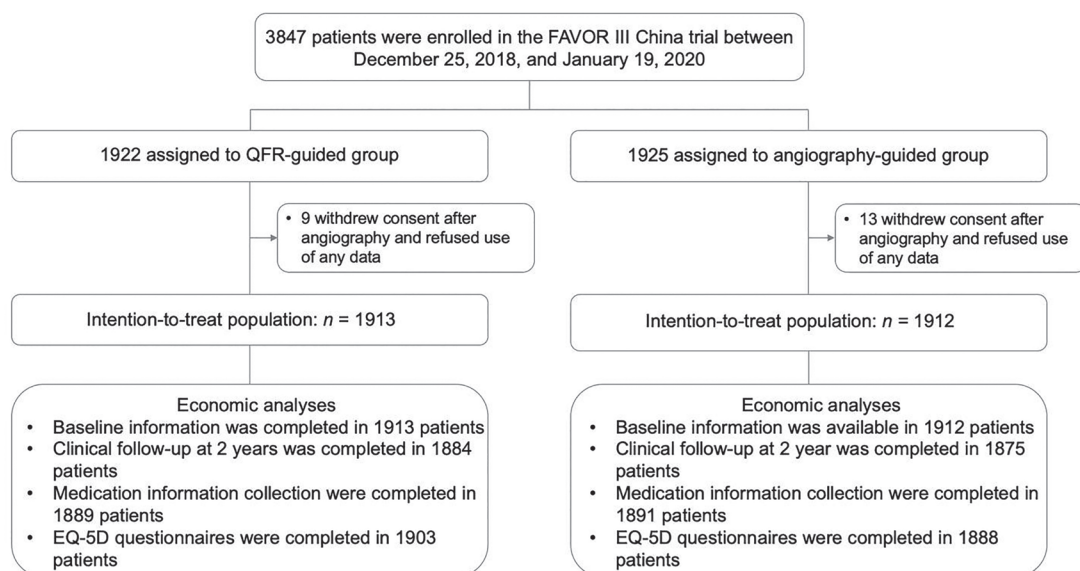 3847 patients were enrolled in the FAVOR III China trial between
December 25, 2018, and January 19, 2020
1922 assigned to QFR-guided group
1925 assigned to angiography-guided group
• 9 withdrew consent after
angiography and refused use
of any data
• 13 withdrew consent after
angiography and refused use
of any data
Intention-to-treat population: n = 1913
Intention-to-treat population: n = 1912
Economic analyses
• Baseline information was completed in 1913 patients
• Clinical follow-up at 2 years was completed in 1884
patients
• Medication information collection were completed in
1889 patients
• EQ-5D questionnaires were completed in 1903
patients
Economic analyses
• Baseline information was available in 1912 patients
• Clinical follow-up at 2 year was completed in 1875
patients
• Medication information collection were completed in
1891 patients
• EQ-5D questionnaires were completed in 1888
patients